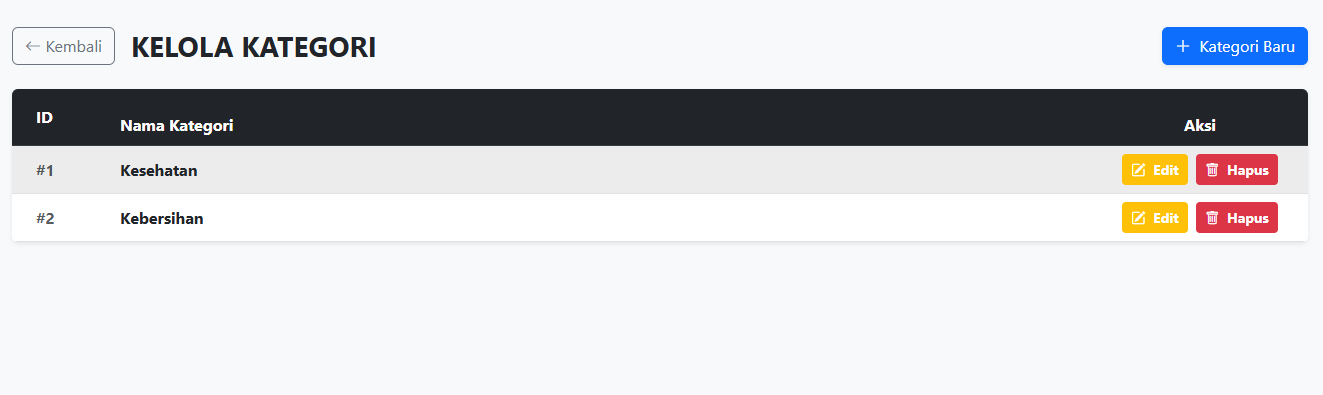 ← Kembali KELOLA KATEGORI + Kategori Baru
ID Nama Kategori Aksi
#1 Kesehatan Edit Hapus
#2 Kebersihan Edit Hapus